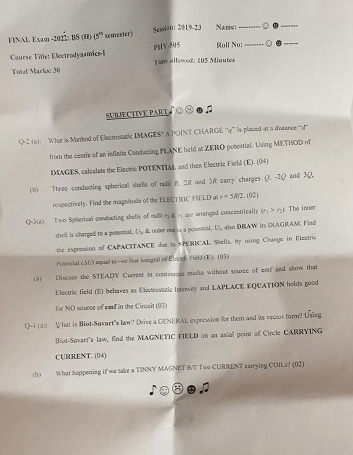 FINAL Exam -2022: BS (H) (5th semester)
Session: 2019-23
Name: --------☺ ☻ ------
Course Title: Electrodynamics-I
PHY-505
Roll No: --------☺ ☻ ------
Total Marks: 30
Time allowed: 105 Minutes
SUBJECTIVE PART♪☺☹☻♫
Q-2 (a): What is Method of Electrostatic IMAGES? A POINT CHARGE "q" is placed at a distance "d"
from the centre of an infinite Conducting PLANE held at ZERO potential. Using METHOD of
IMAGES, calculate the Electric POTENTIAL and then Electric Field (E). (04)
(b) Three conducting spherical shells of radii R, 2R and 3R carry charges Q, -2Q and 3Q,
respectively. Find the magnitude of the ELECTRIC FIELD at r = 5R/2. (02)
Q-3(a): Two Spherical conducting Shells of radii r₁ & are arranged concentrically The inner
shell is charged to a potential, & outer one is a potential, also DRAW its DIAGRAM. Find
the expression of CAPACITANCE due to SPERICAL Shells, by using Change in Electric
Potential (ΔU) equal to -ve line integral of Electric Field (E). (03)
Discuss the STEADY Current in continuous media without source of emf and show that
Electric field (E) behaves as Electrostatic Intensity and LAPLACE EQUATION holds good
for NO source of emf in the Circuit (03)
Q-4 (a): What is Biot-Savart's law? Drive a GENERAL expression for them and its vector form? Using
Biot-Savart's law, find the MAGNETIC FIELD on an axial point of Circle CARRYING
CURRENT. (04)
(b) What happening if we take a TINNY MAGNET B/T Two CURRENT carrying COILs? (02)
♪☺☹☻♫